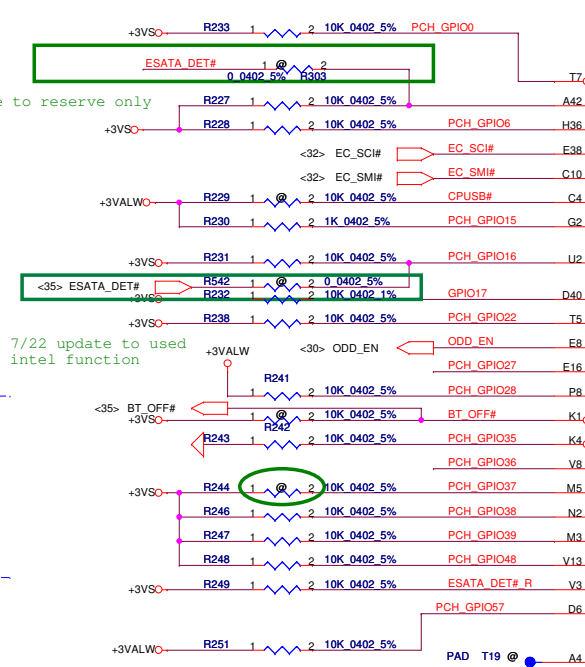 +3VS R233 1 2 10K_0402_5% PCH_GPIO0
ESATA_DET# 1 @ 2
0_0402_5% R303
T7
e to reserve only
R227 1 2 10K_0402_5% A42
+3VS R228 1 2 10K_0402_5% PCH_GPIO6 H36
<32> EC_SCI# EC_SCI# E38
<32> EC_SMI# EC_SMI# C10
+3VALW R229 1 @ 2 10K_0402_5% CPUSB# C4
R230 1 2 1K_0402_5% PCH_GPIO15 G2
+3VS R231 1 2 10K_0402_5% PCH_GPIO16 U2
<35> ESATA_DET# R542 1 @ 2 0_0402_5%
+3VS R232 1 2 10K_0402_1% GPIO17 D40
+3VS R238 1 2 10K_0402_5% PCH_GPIO22 T5
7/22 update to used
intel function
+3VALW <30> ODD_EN ODD_EN E8
PCH_GPIO27 E16
R241 1 2 10K_0402_5% PCH_GPIO28 P8
<35> BT_OFF#
+3VS 1 @ 2 10K_0402_5% BT_OFF# K1
R242
R243 1 2 10K_0402_5% PCH_GPIO35 K4
PCH_GPIO36 V8
+3VS R244 1 @ 2 10K_0402_5% PCH_GPIO37 M5
R246 1 2 10K_0402_5% PCH_GPIO38 N2
R247 1 2 10K_0402_5% PCH_GPIO39 M3
R248 1 2 10K_0402_5% PCH_GPIO48 V13
+3VS R249 1 2 10K_0402_5% ESATA_DET#_R V3
PCH_GPIO57 D6
+3VALW R251 1 2 10K_0402_5%
PAD T19 @ A4